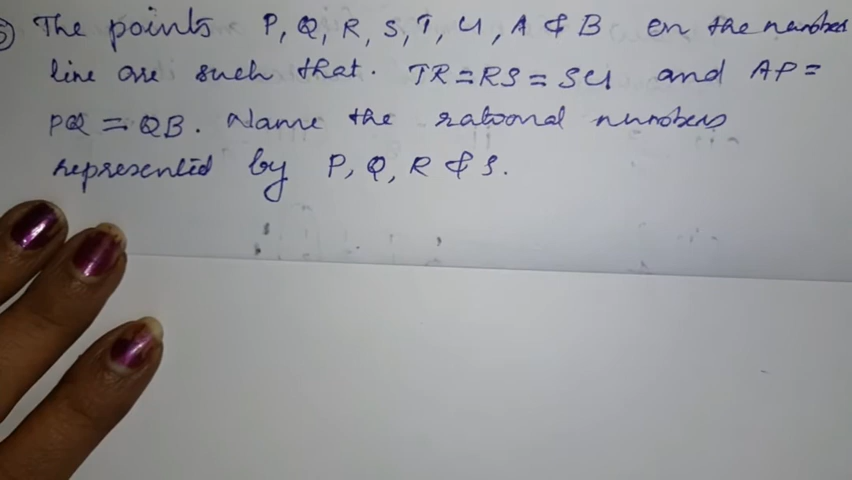 The points P, Q, R, S, T, U, A & B on the number
line are such that. TR = RS = SU and AP =
PQ = QB. Name the rational numbers
represented by P, Q, R & S.